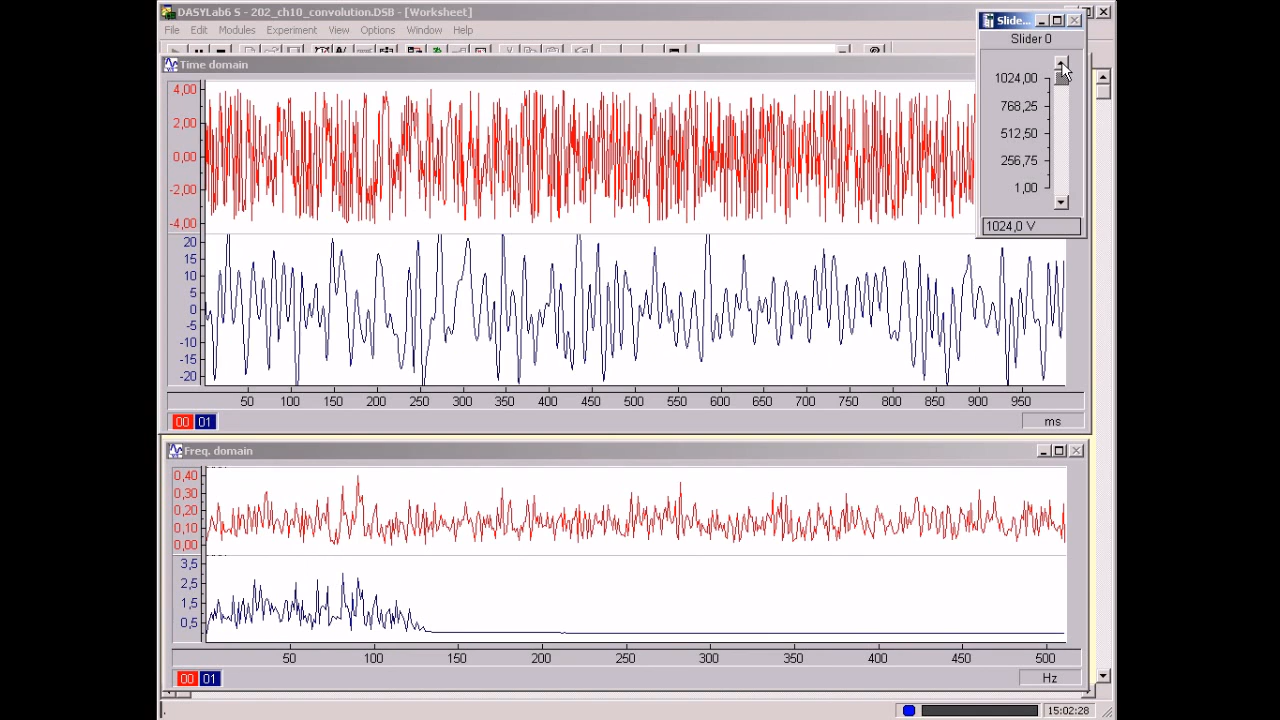 DASYLab6 S - 202_ch10_convolution.DSB - [Worksheet]
File Edit Modules Experiment View Options Window Help
Slide...
Slider 0
1024,00
768,25
512,50
256,75
1,00
1024,0 V
Time domain
4,00
2,00
0,00
-2,00
-4,00
20
15
10
5
0
-5
-10
-15
-20
50 100 150 200 250 300 350 400 450 500 550 600 650 700 750 800 850 900 950
00 01 ms
Freq. domain
0,40
0,30
0,20
0,10
0,00
3,5
2,5
1,5
0,5
50 100 150 200 250 300 350 400 450 500
00 01 Hz
15:02:28